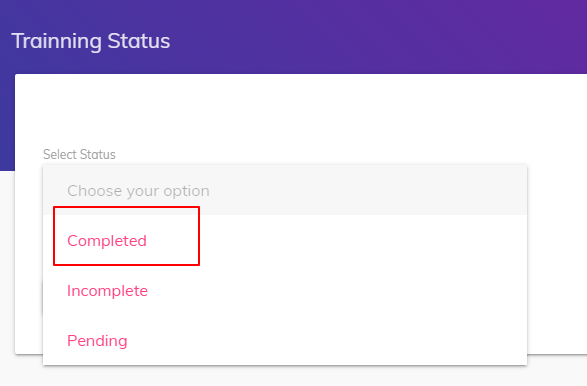 Trainning Status
Select Status
Choose your option
Completed
Incomplete
Pending